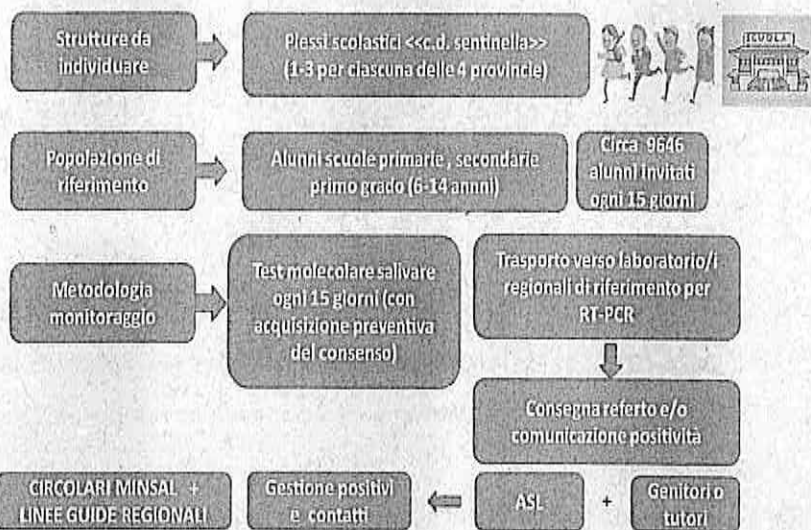 Strutture da
individuare
Plessi scolastici <<c.d. sentinella>>
(1-3 per ciascuna delle 4 provincie)
SCUOLA
Popolazione di
riferimento
Alunni scuole primarie , secondarie
primo grado (6-14 annni)
Circa 9646
alunni invitati
ogni 15 giorni
Metodologia
monitoraggio
Test molecolare salivare
ogni 15 giorni (con
acquisizione preventiva
del consenso)
Trasporto verso laboratorio/i
regionali di riferimento per
RT-PCR
Consegna referto e/o
comunicazione positività
CIRCOLARI MINSAL +
LINEE GUIDE REGIONALI
Gestione positivi
e contatti
ASL
+
Genitori o
tutori